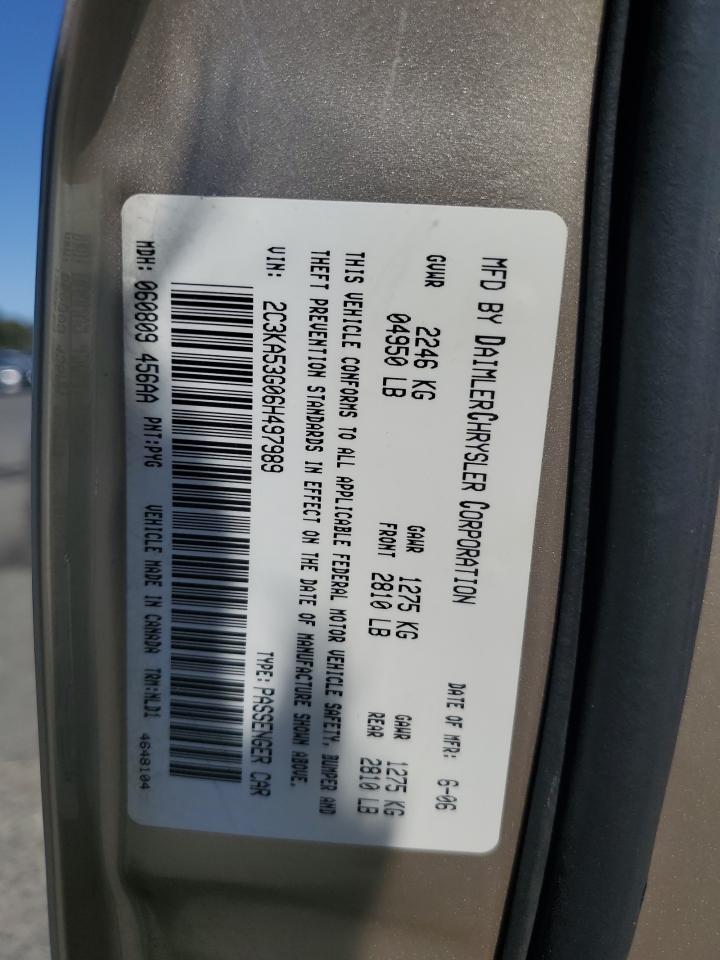 MFD BY DAIMLERCHRYSLER CORPORATION
DATE OF MFR: 6-06
GVWR 2246 KG
04950 LB
GAWR FRONT 1275 KG
2810 LB
GAWR REAR 1275 KG
2810 LB
THIS VEHICLE CONFORMS TO ALL APPLICABLE FEDERAL MOTOR VEHICLE SAFETY, BUMPER AND
THEFT PREVENTION STANDARDS IN EFFECT ON THE DATE OF MANUFACTURE SHOWN ABOVE.
VIN: 2C3KA53G06H497989
TYPE: PASSENGER CAR
MDH: 060809 456AA PNT:PYG VEHICLE MADE IN CANADA TRM:NLD1
4648104